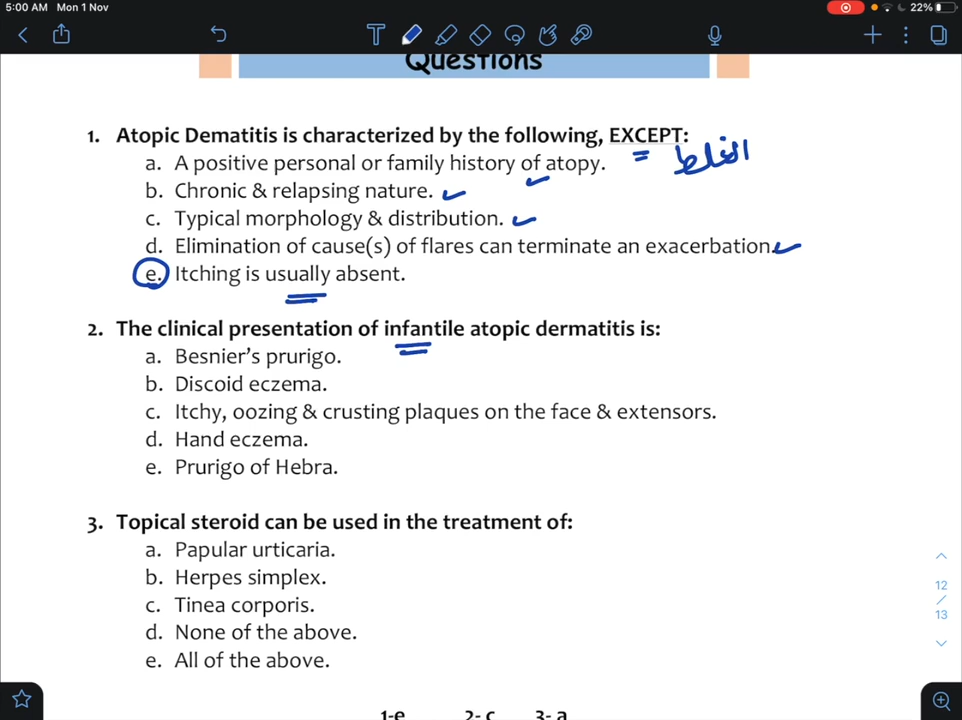 5:00 AM Mon 1 Nov
22%
Questions
1. Atopic Dematitis is characterized by the following, EXCEPT:
الغلط
a. A positive personal or family history of atopy.
b. Chronic & relapsing nature.
c. Typical morphology & distribution.
d. Elimination of cause(s) of flares can terminate an exacerbation.
e. Itching is usually absent.
2. The clinical presentation of infantile atopic dermatitis is:
a. Besnier's prurigo.
b. Discoid eczema.
c. Itchy, oozing & crusting plaques on the face & extensors.
d. Hand eczema.
e. Prurigo of Hebra.
3. Topical steroid can be used in the treatment of:
a. Papular urticaria.
b. Herpes simplex.
c. Tinea corporis.
d. None of the above.
e. All of the above.
12
/
13
1-e 2- c 3- a